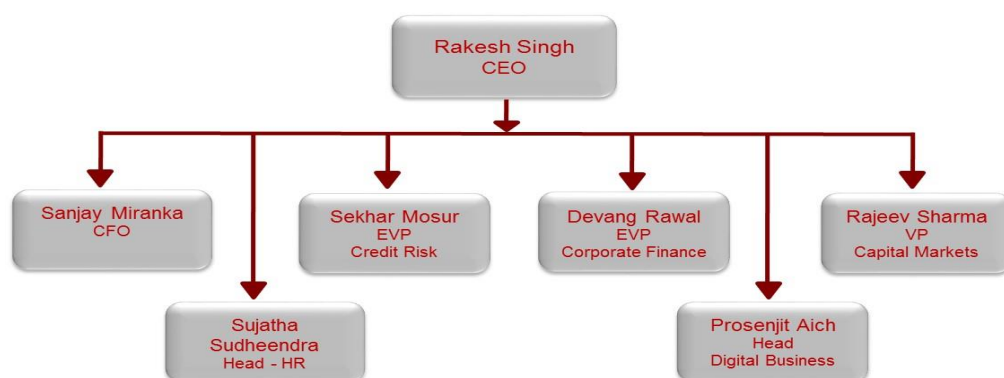 Rakesh Singh
CEO
Sanjay Miranka
CFO
Sekhar Mosur
EVP
Credit Risk
Devang Rawal
EVP
Corporate Finance
Rajeev Sharma
VP
Capital Markets
Sujatha
Sudheendra
Head - HR
Prosenjit Aich
Head
Digital Business